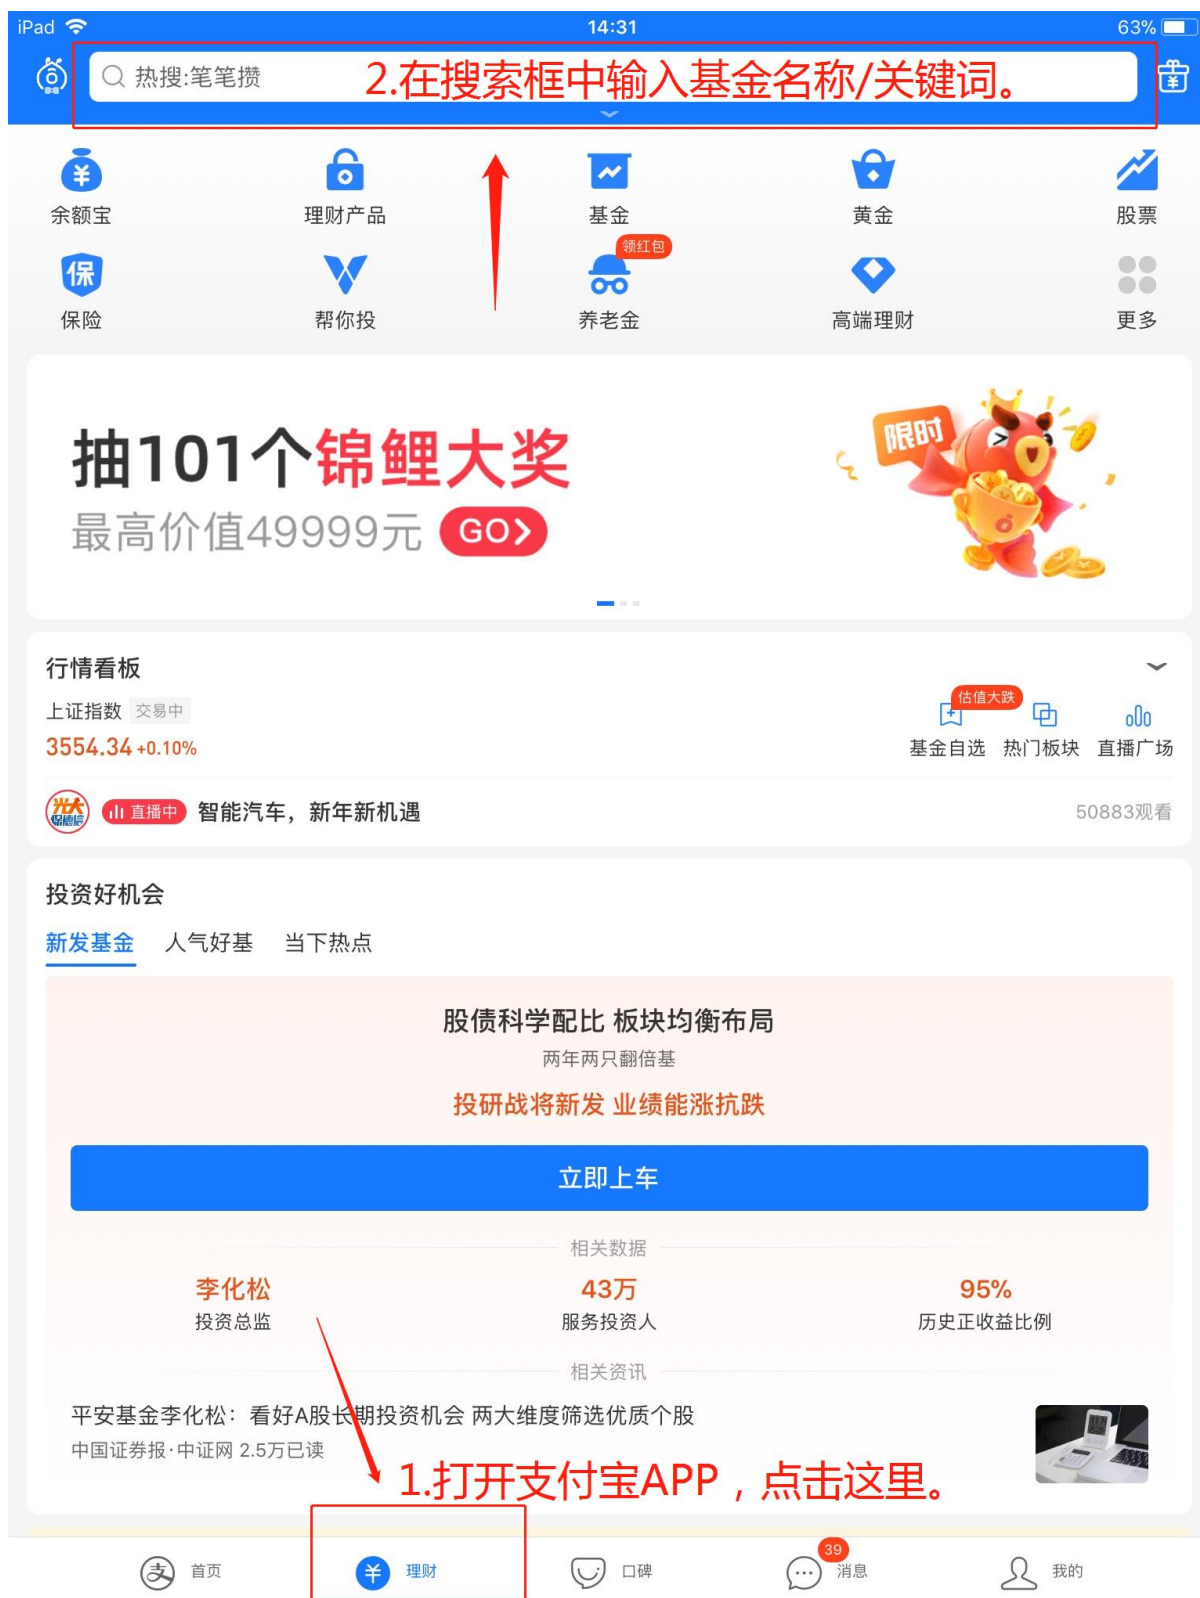 iPad 14:31 63%
热搜:笔笔攒
2.在搜索框中输入基金名称/关键词。
余额宝 理财产品 基金 黄金 股票
领红包
保
保险 帮你投 养老金 高端理财 更多
限时
抽101个锦鲤大奖
最高价值49999元 GO>
行情看板
上证指数 交易中
估值大跌
3554.34 +0.10%
基金自选 热门板块 直播广场
光大保德信 直播中 智能汽车，新年新机遇 50883观看
投资好机会
新发基金 人气好基 当下热点
股债科学配比 板块均衡布局
两年两只翻倍基
投研战将新发 业绩能涨抗跌
立即上车
相关数据
李化松 43万 95%
投资总监 服务投资人 历史正收益比例
相关资讯
平安基金李化松：看好A股长期投资机会 两大维度筛选优质个股
中国证券报·中证网 2.5万已读
1.打开支付宝APP，点击这里。
39
支 首页 理财 口碑 消息 我的